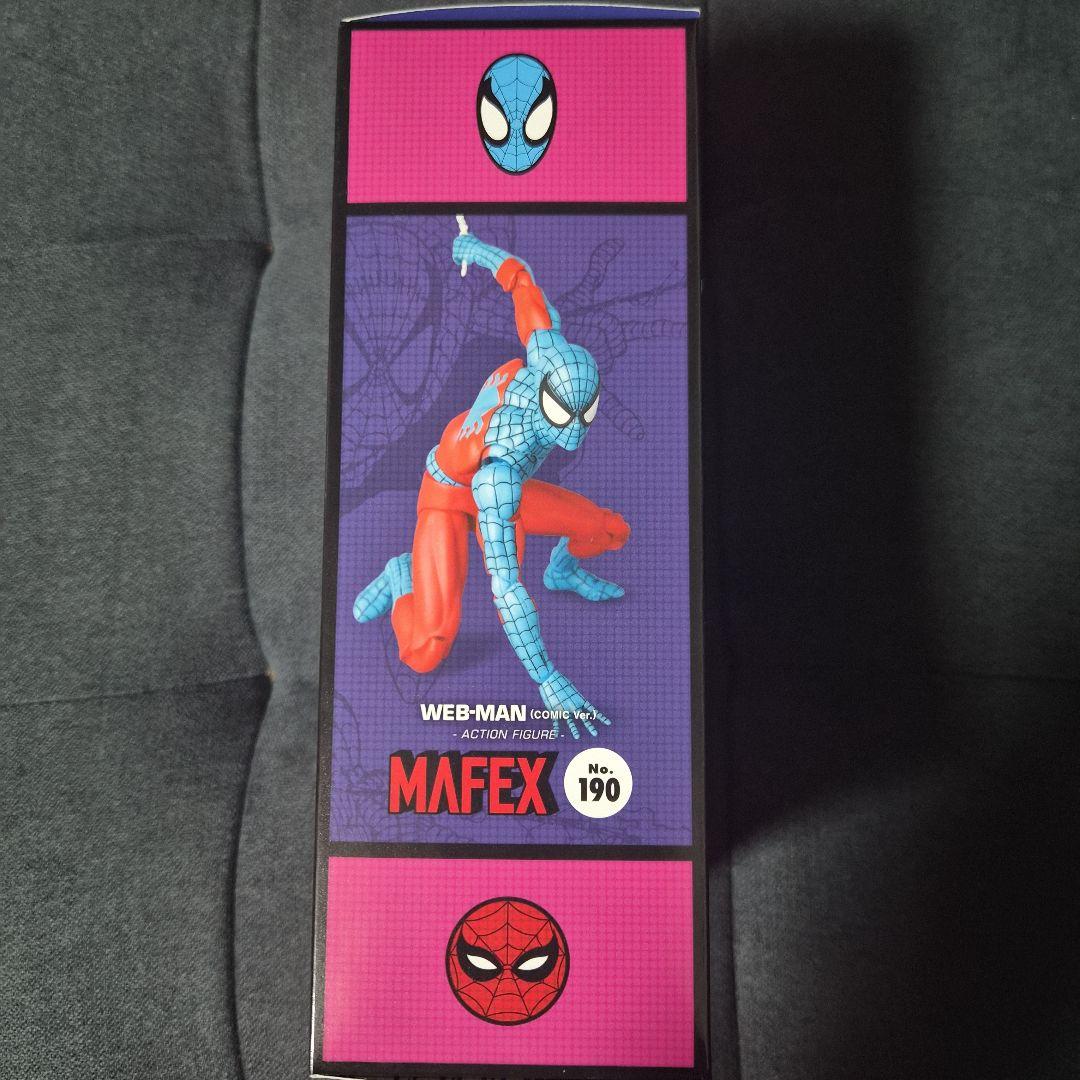 WEB-MAN (COMIC Ver.)
- ACTION FIGURE -
MAFEX
No.
190